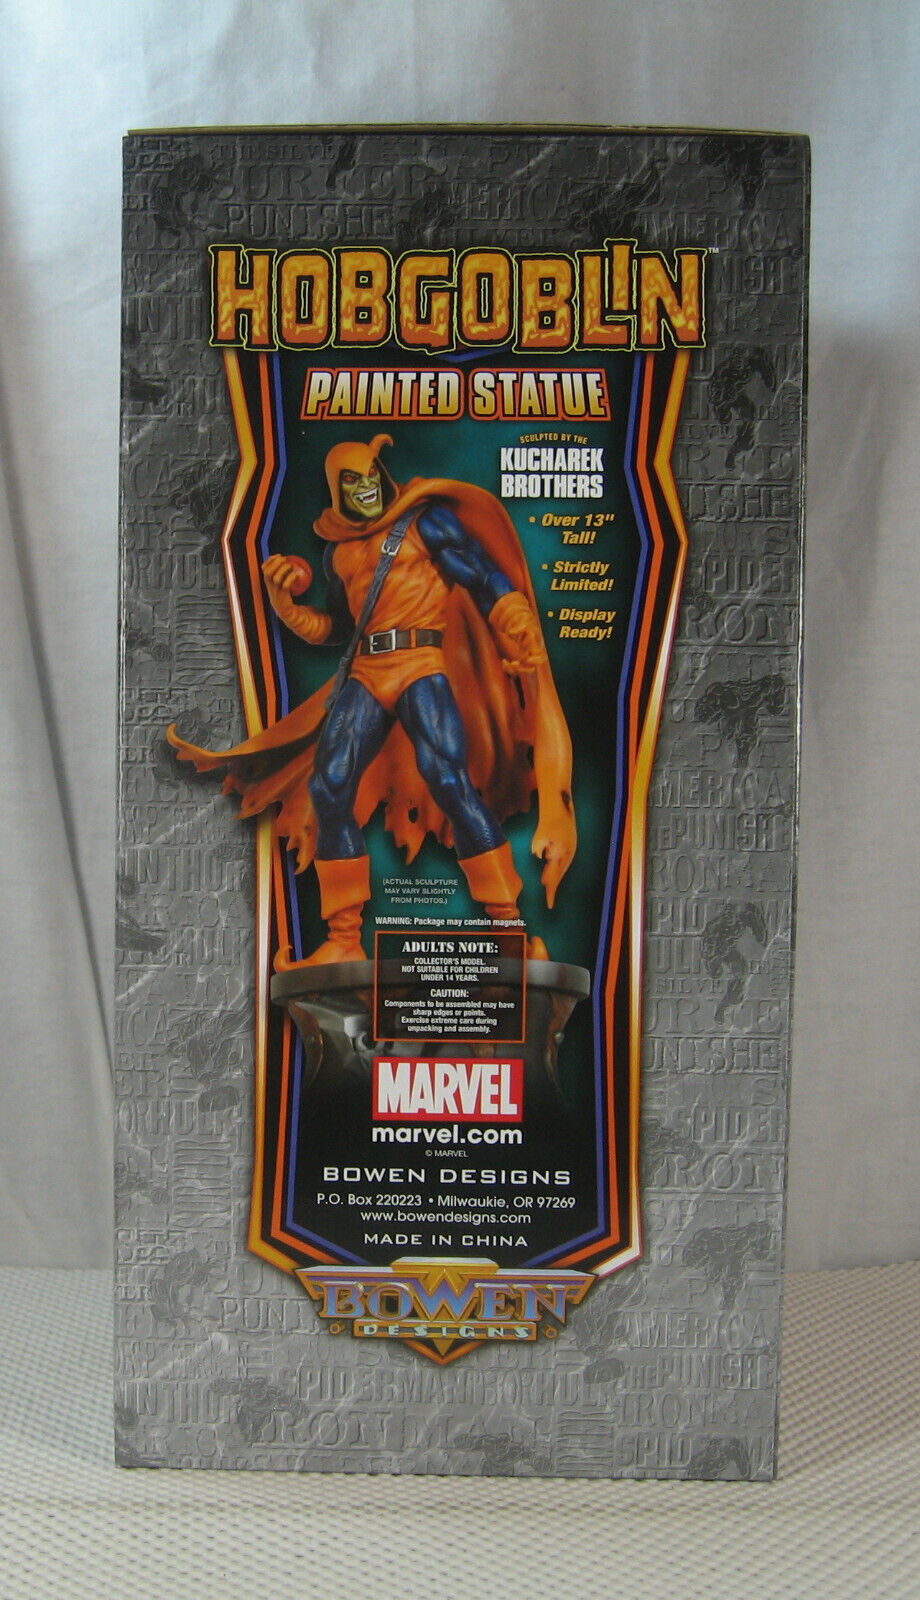 HOBGOBLIN™
PAINTED STATUE
SCULPTED BY THE
KUCHAREK
BROTHERS
• Over 13"
Tall!
• Strictly
Limited!
• Display
Ready!
(ACTUAL SCULPTURE
MAY VARY SLIGHTLY
FROM PHOTOS.)
WARNING: Package may contain magnets.
ADULTS NOTE:
COLLECTOR'S MODEL.
NOT SUITABLE FOR CHILDREN
UNDER 14 YEARS.
CAUTION:
Components to be assembled may have
sharp edges or points.
Exercise extreme care during
unpacking and assembly.
MARVEL
marvel.com
© MARVEL
BOWEN DESIGNS
P.O. Box 220223 • Milwaukie, OR 97269
www.bowendesigns.com
MADE IN CHINA
BOWEN
DESIGNS